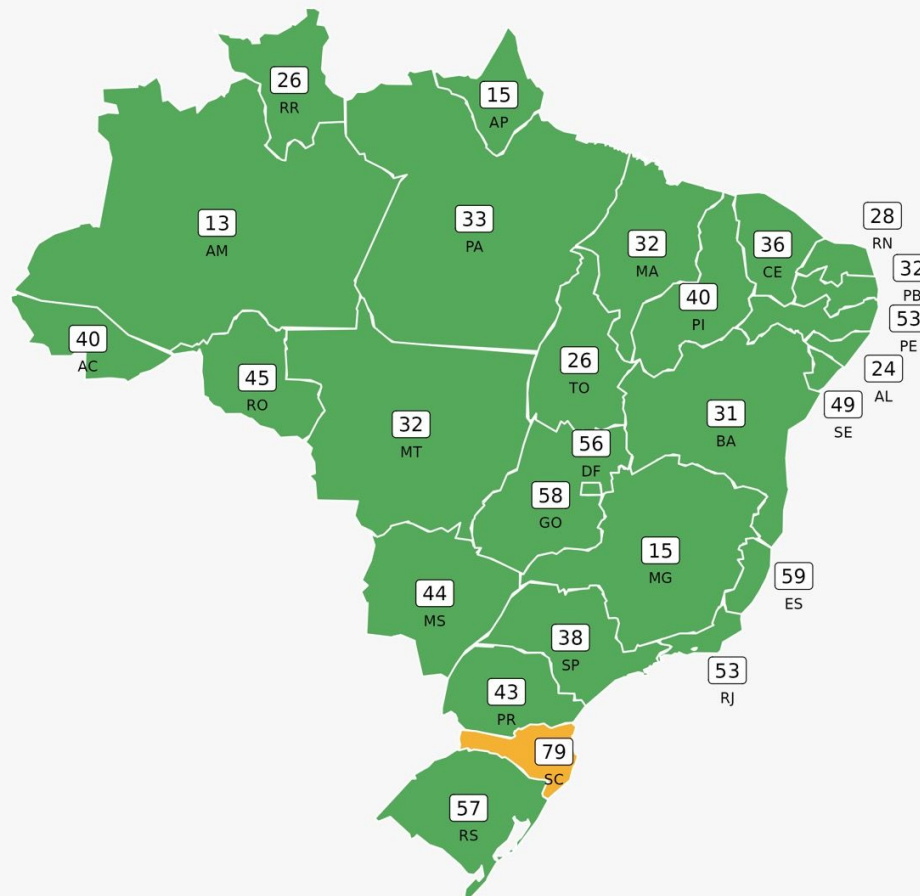 26
RR
15
AP
13
AM
33
PA
32
MA
36
CE
28
RN
32
PB
40
PI
53
PE
40
AC
45
RO
26
TO
24
AL
49
SE
32
MT
31
BA
56
DF
58
GO
15
MG
59
ES
44
MS
38
SP
53
RJ
43
PR
79
SC
57
RS